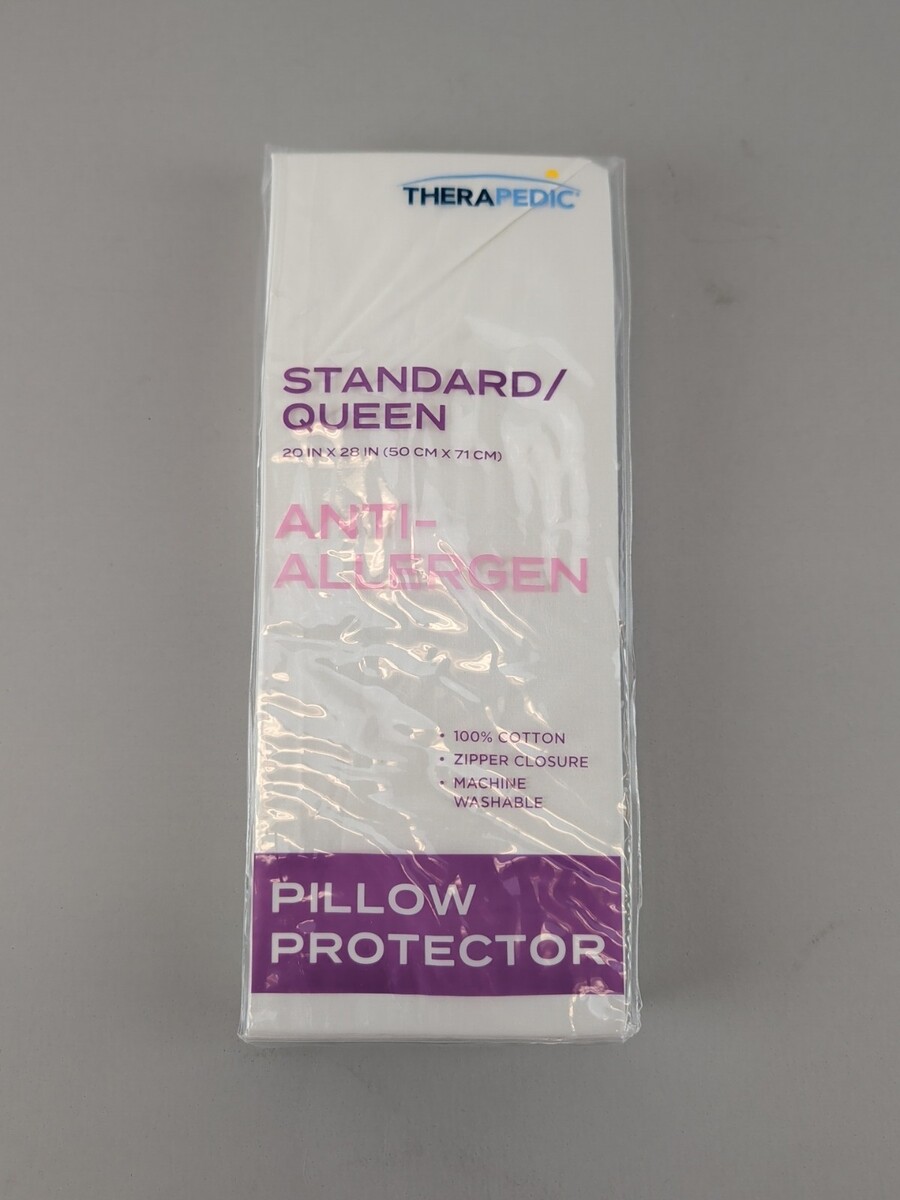 THERAPEDIC®
STANDARD/
QUEEN
20 IN X 28 IN (50 CM X 71 CM)
ANTI-
ALLERGEN
• 100% COTTON
• ZIPPER CLOSURE
• MACHINE
WASHABLE
PILLOW
PROTECTOR